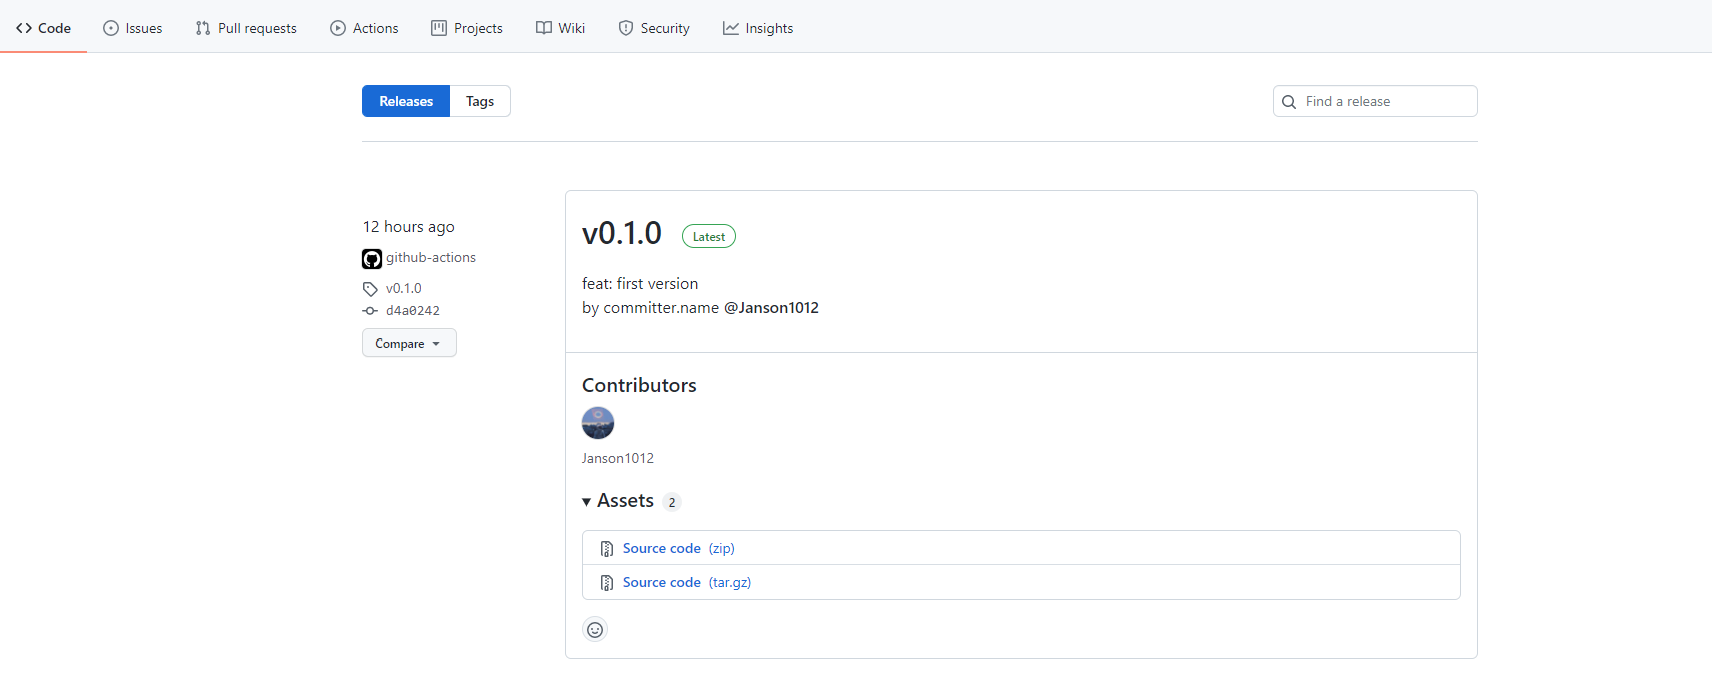 Code Issues Pull requests Actions Projects Wiki Security Insights
Releases Tags Find a release
12 hours ago
github-actions
v0.1.0
d4a0242
Compare
v0.1.0 Latest
feat: first version
by committer.name @Janson1012
Contributors
Janson1012
Assets 2
Source code (zip)
Source code (tar.gz)